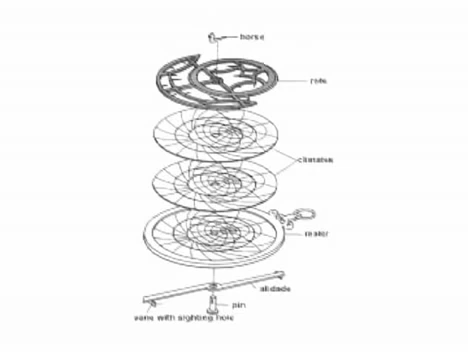 horse
rete
climates
mater
alidade
pin
vane with sighting hole